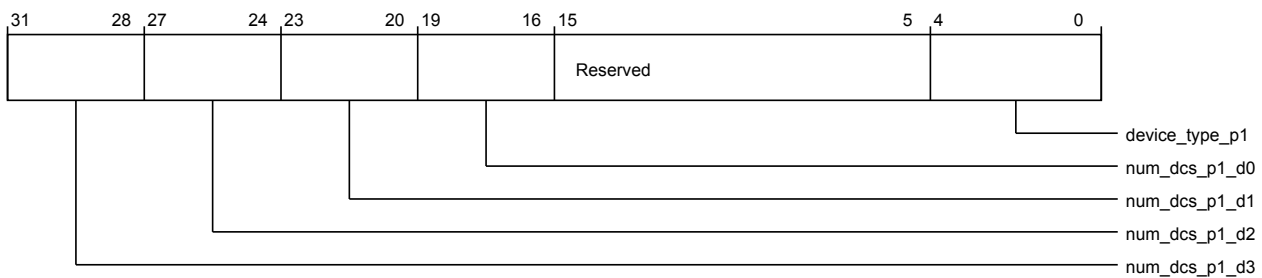 31 28 27 24 23 20 19 16 15 5 4 0
Reserved
device_type_p1
num_dcs_p1_d0
num_dcs_p1_d1
num_dcs_p1_d2
num_dcs_p1_d3